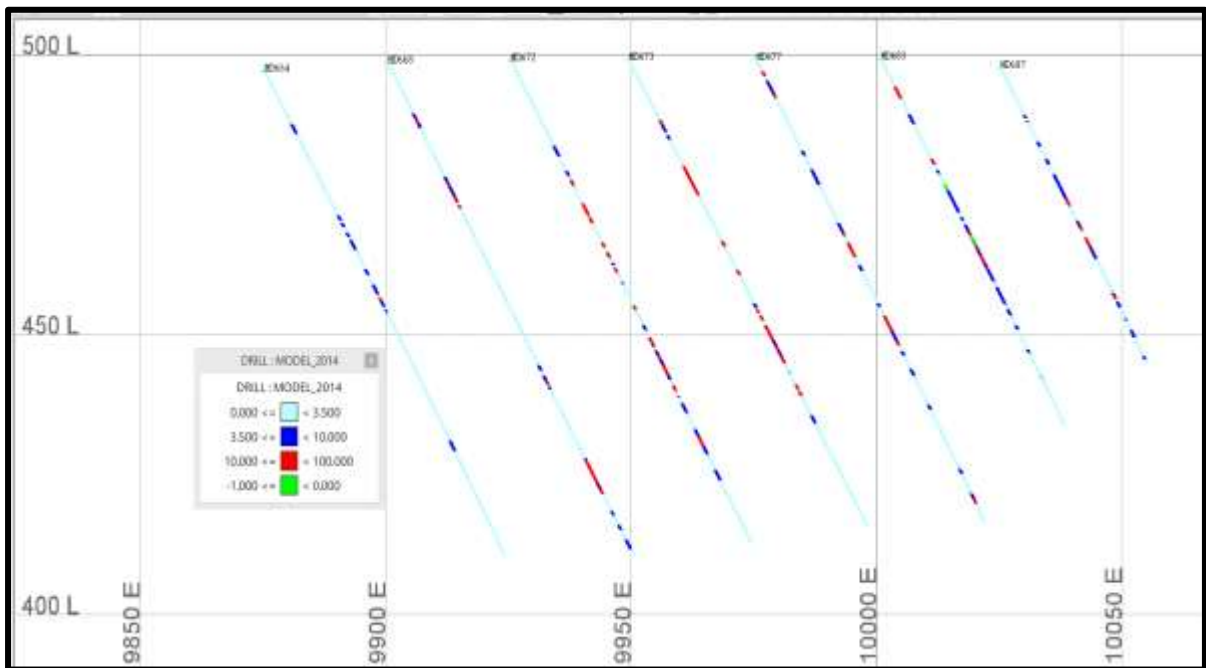 500 L
450 L
DRILL : MODEL_2014
DRILL : MODEL_2014
0.000 <= < 3.500
3.500 <= < 10.000
10.000 <= < 100.000
-1.000 <= < 0.000
400 L
9850 E
9900 E
9950 E
10000 E
10050 E